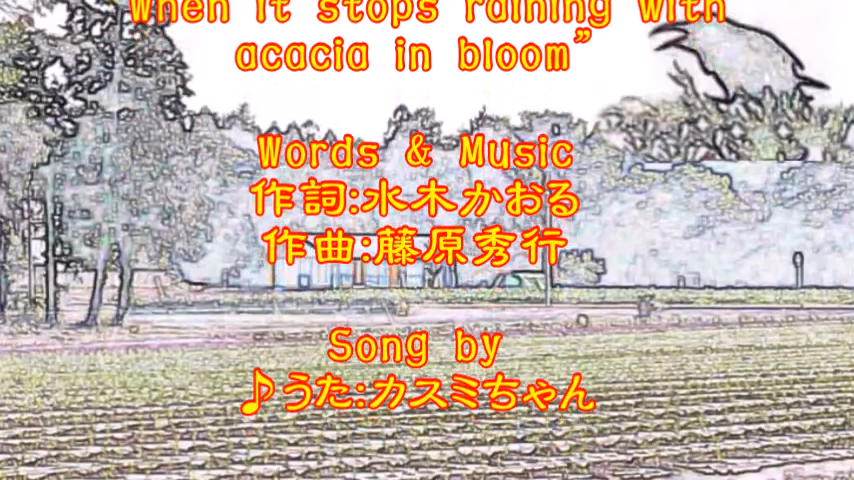 when it stops raining with
acacia in bloom”
Words & Music
作詞:水木かおる
作曲:藤原秀行
Song by
♪うた:カスミちゃん